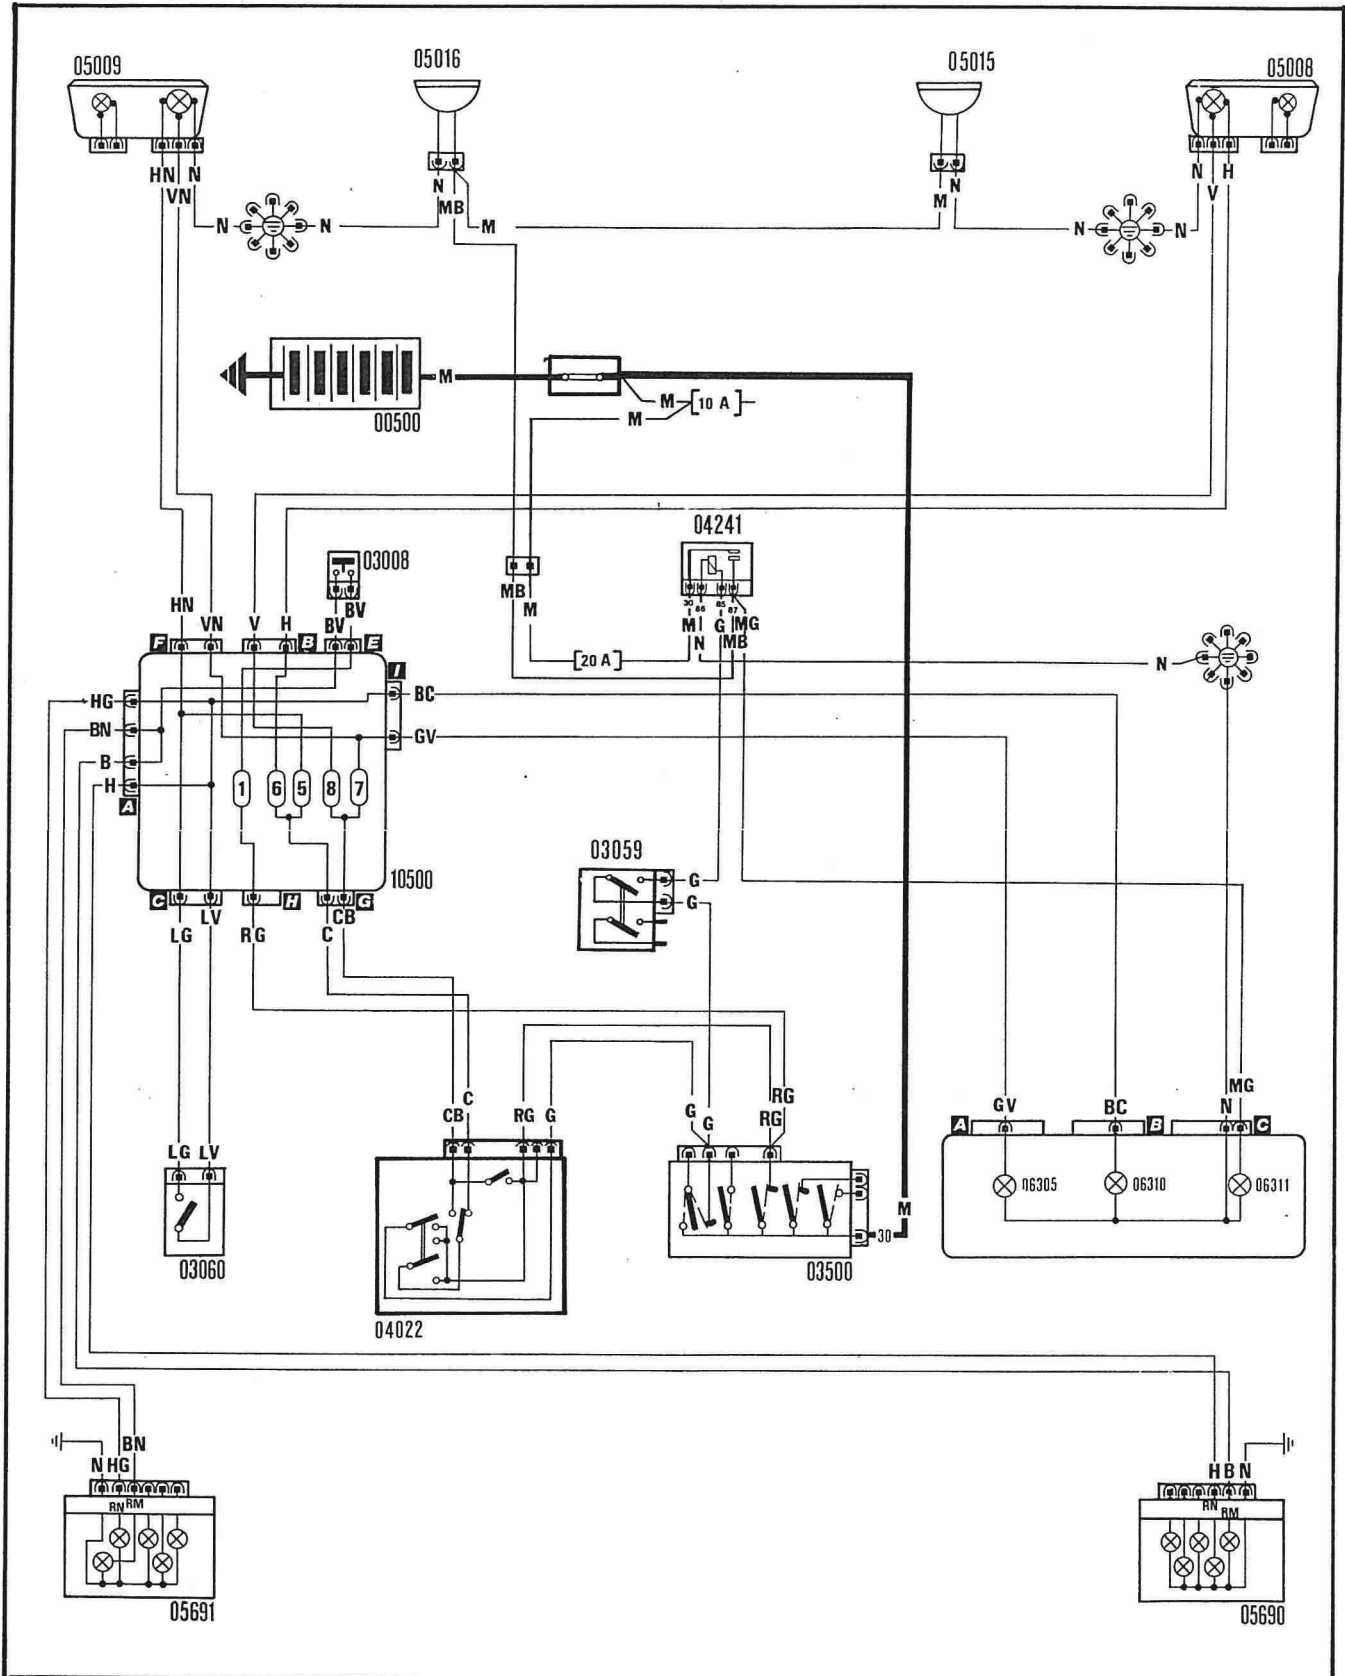 05009
05016
05015
05008
HN
N
VN
N
MB
M
N
M
N
H
V
N
N
N
N
M
00500
M
10 A
M
04241
03008
HN
VN
V
H
BV
BV
MB
M
30
86
85
87
M
N
G
MG
MB
F
B
E
I
20 A
N
HG
BC
BN
GV
B
H
1
6
5
8
7
A
03059
10500
G
G
C
H
G
LG
LV
RG
C
CB
CB
C
RG
G
G
G
RG
RG
GV
BC
N
MG
A
B
C
LG
LV
06305
06310
06311
M
30
03060
03500
04022
BN
N
HG
H
B
N
RN
RM
RN
RM
05691
05690